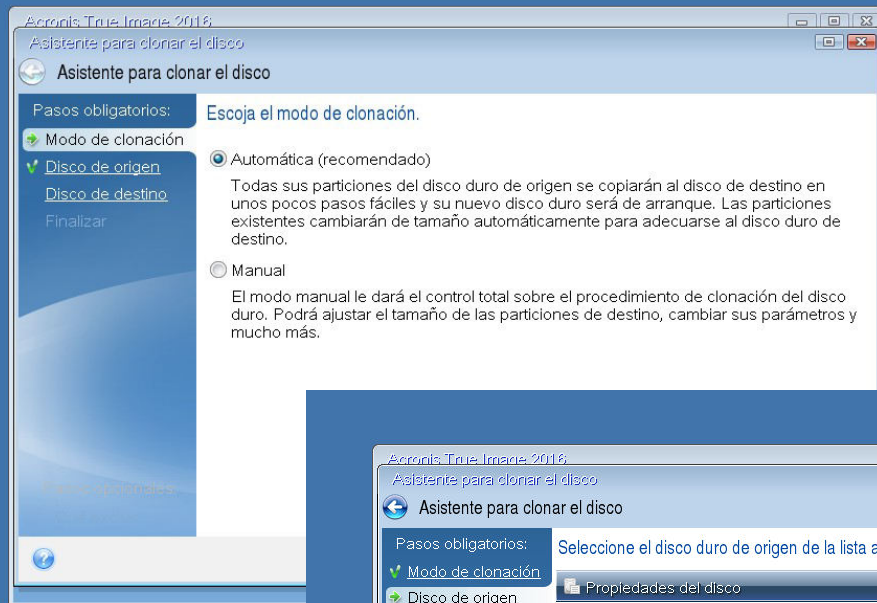 Acronis True Image 2016
Asistente para clonar el disco
Asistente para clonar el disco
Pasos obligatorios:
Modo de clonación
Disco de origen
Disco de destino
Finalizar
Escoja el modo de clonación.
Automática (recomendado)
Todas sus particiones del disco duro de origen se copiarán al disco de destino en
unos pocos pasos fáciles y su nuevo disco duro será de arranque. Las particiones
existentes cambiarán de tamaño automáticamente para adecuarse al disco duro de
destino.
Manual
El modo manual le dará el control total sobre el procedimiento de clonación del disco
duro. Podrá ajustar el tamaño de las particiones de destino, cambiar sus parámetros y
mucho más.
Acronis True Image 2016
Asistente para clonar el disco
Asistente para clonar el disco
Pasos obligatorios:
Modo de clonación
Disco de origen
Seleccione el disco duro de origen de la lista a
Propiedades del disco